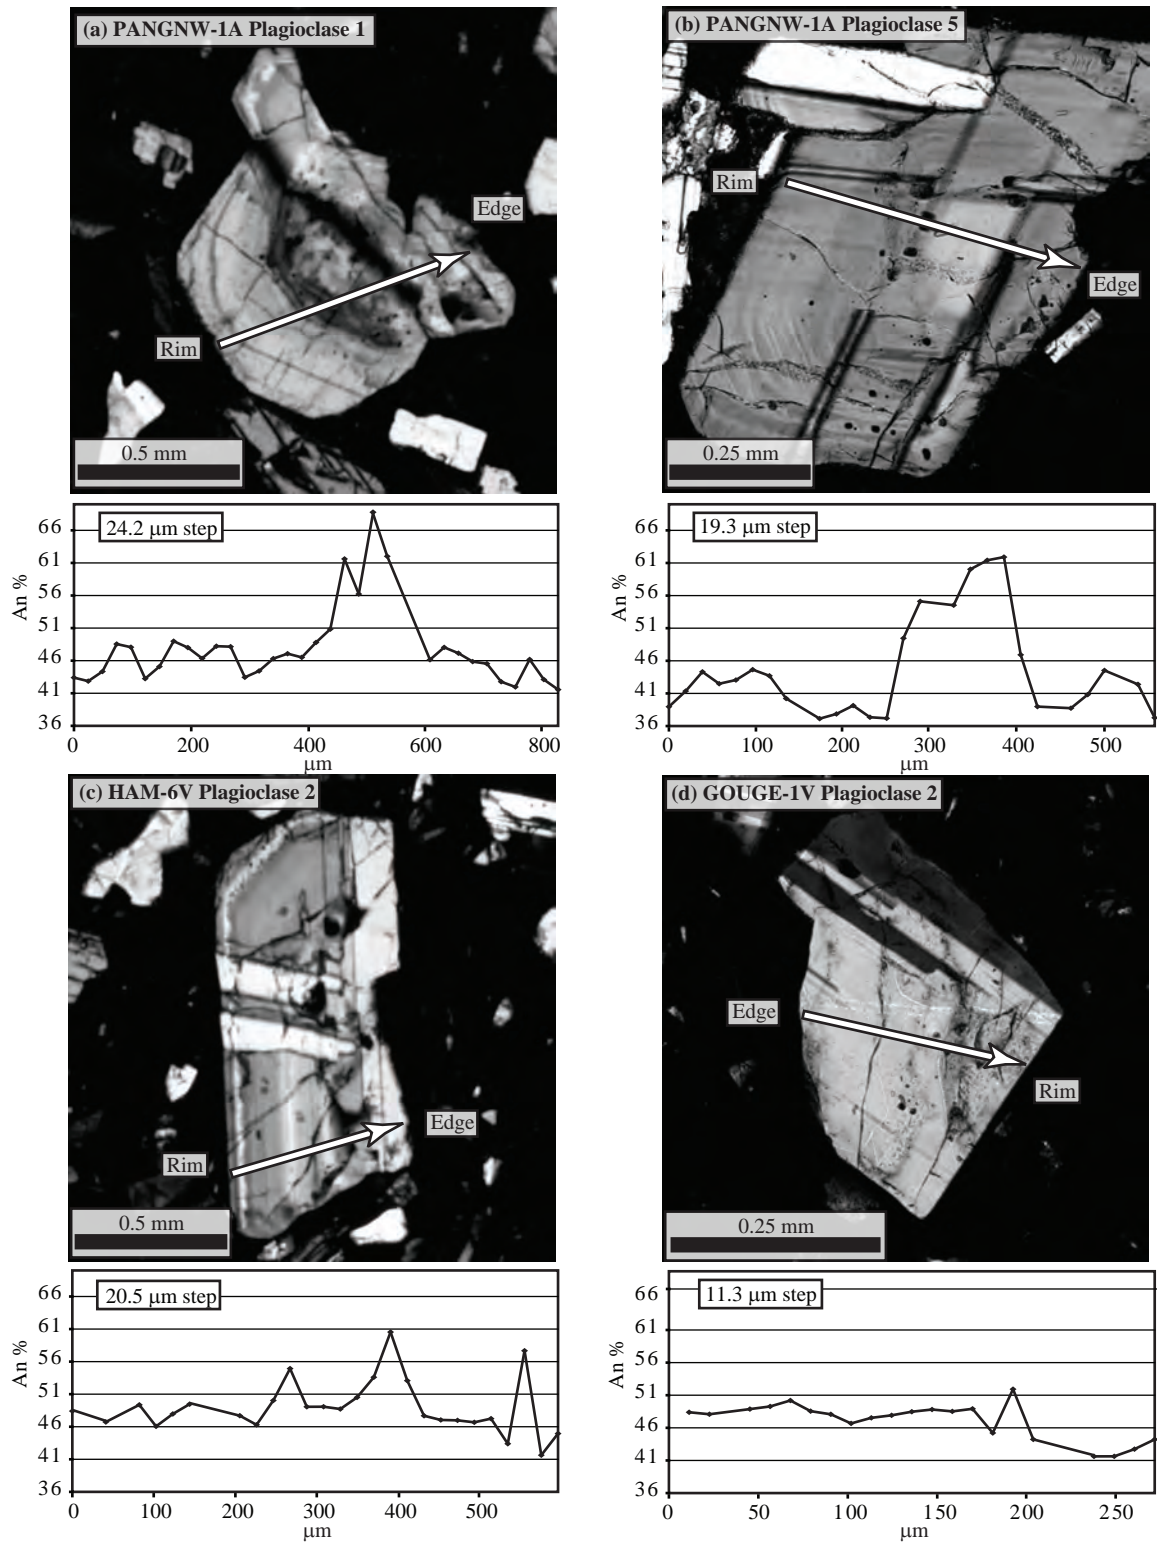 (a) PANGNW-1A Plagioclase 1
Edge
Rim
0.5 mm
24.2 µm step
66
61
56
51
46
41
36
An %
0 200 400 600 800
µm
(b) PANGNW-1A Plagioclase 5
Rim
Edge
0.25 mm
19.3 µm step
66
61
56
51
46
41
36
An %
0 100 200 300 400 500
µm
(c) HAM-6V Plagioclase 2
Edge
Rim
0.5 mm
20.5 µm step
66
61
56
51
46
41
36
An %
0 100 200 300 400 500
µm
(d) GOUGE-1V Plagioclase 2
Edge
Rim
0.25 mm
11.3 µm step
66
61
56
51
46
41
36
An %
0 50 100 150 200 250
µm